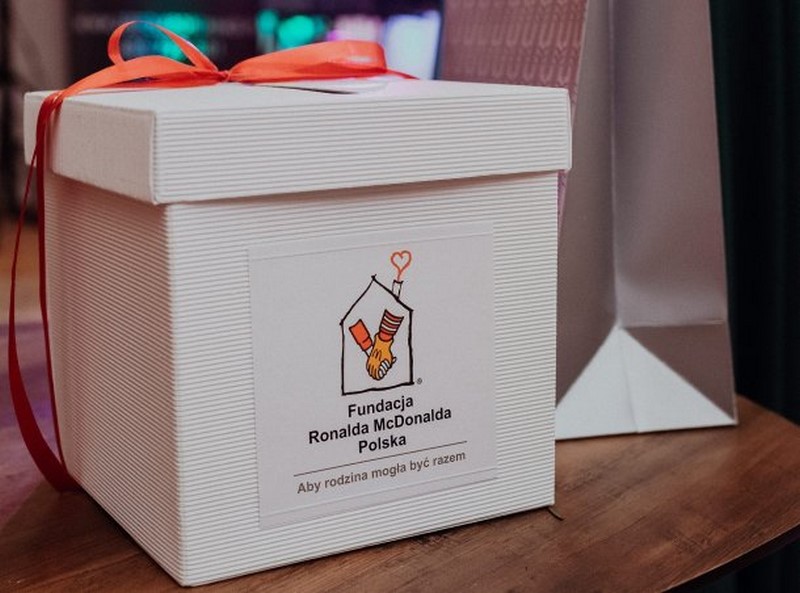 Fundacja
Ronalda McDonalda
Polska
Aby rodzina mogła być razem